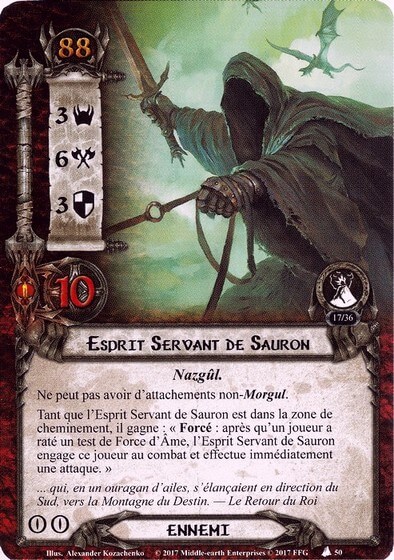 88
3
6
3
10
17/36
Esprit Servant de Sauron
Nazgûl.
Ne peut pas avoir d'attachements non-Morgul.
Tant que l'Esprit Servant de Sauron est dans la zone de
cheminement, il gagne : « Forcé : après qu'un joueur a
raté un test de Force d'Âme, l'Esprit Servant de Sauron
engage ce joueur au combat et effectue immédiatement
une attaque. »
... qui, en un ouragan d'ailes, s'élançaient en direction du
Sud, vers la Montagne du Destin. — Le Retour du Roi
ENNEMI
Illus. Alexander Kozachenko © 2017 Middle-earth Enterprises © 2017 FFG 50